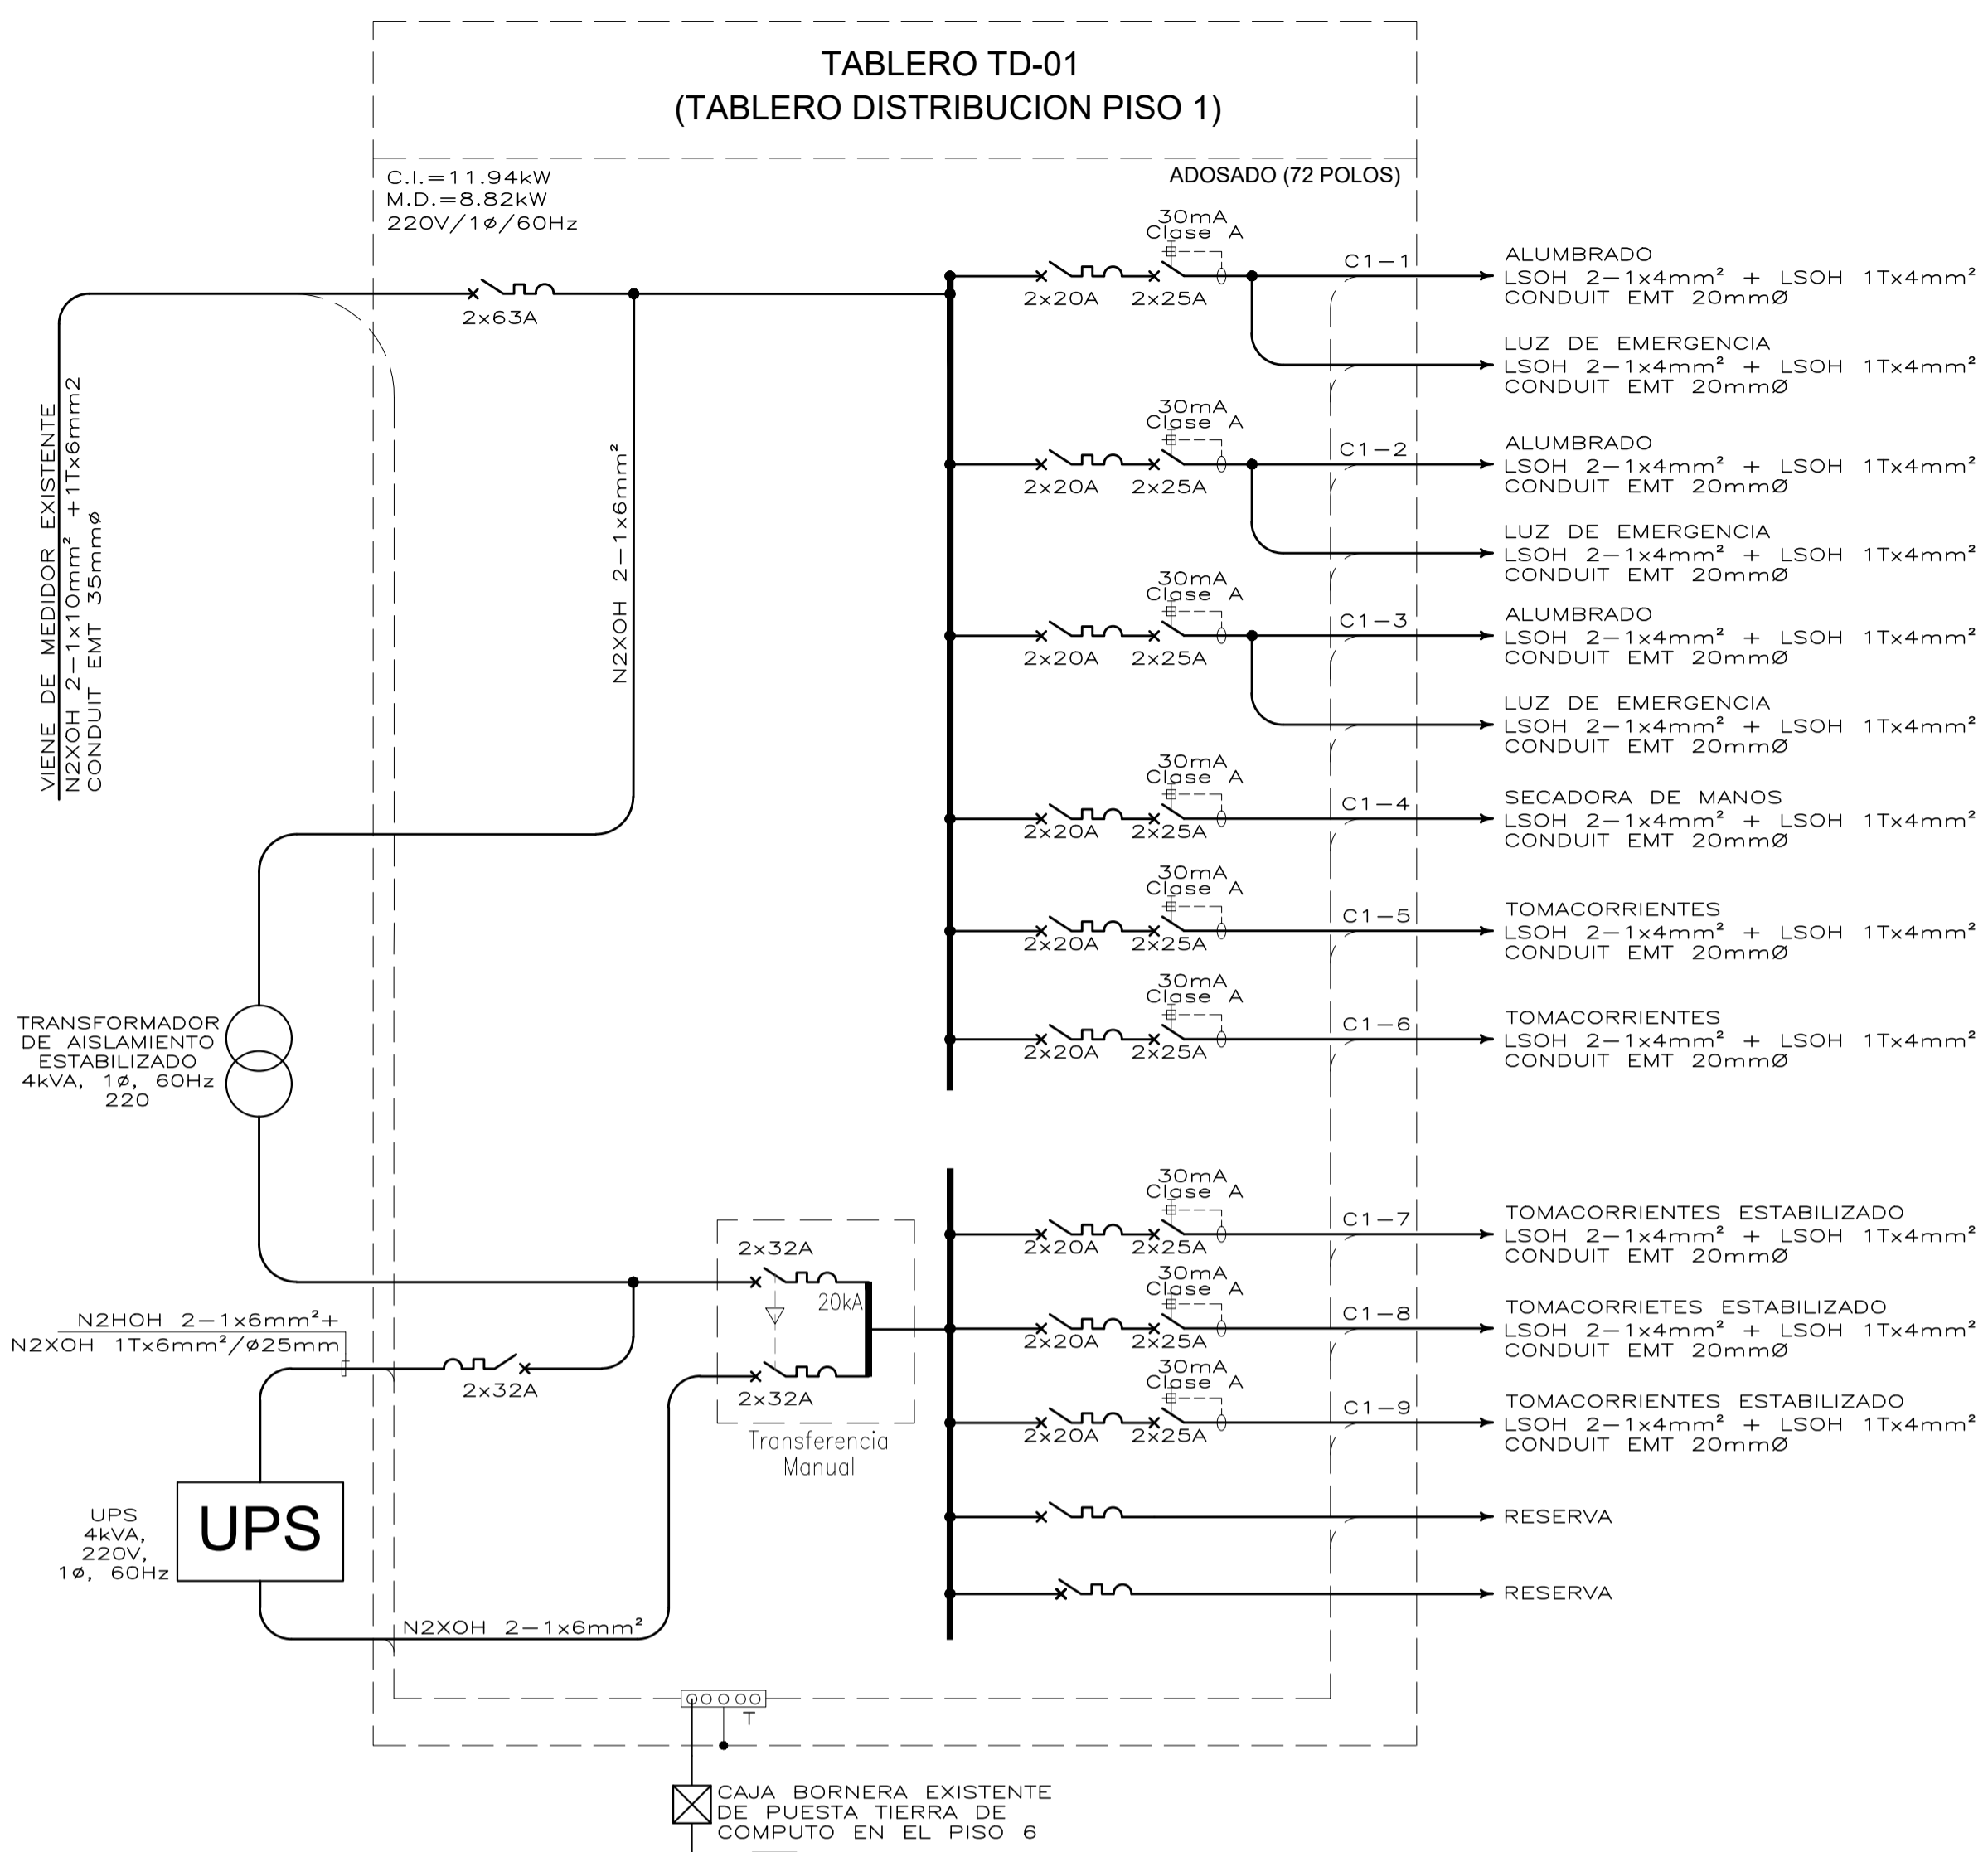 TABLERO TD-01
(TABLERO DISTRIBUCION PISO 1)
C.I.=11.94kW
M.D.=8.82kW
220V/1ø/60Hz
ADOSADO (72 POLOS)
2x63A
VIENE DE MEDIDOR EXISTENTE
N2XOH 2-1x10mm² +1Tx6mm2
CONDUIT EMT 35mmø
N2XOH 2-1x6mm²
30mA
Clase A
2x20A
2x25A
C1-1
ALUMBRADO
LSOH 2-1x4mm² + LSOH 1Tx4mm²
CONDUIT EMT 20mmØ
LUZ DE EMERGENCIA
LSOH 2-1x4mm² + LSOH 1Tx4mm²
CONDUIT EMT 20mmØ
30mA
Clase A
2x20A
2x25A
C1-2
ALUMBRADO
LSOH 2-1x4mm² + LSOH 1Tx4mm²
CONDUIT EMT 20mmØ
LUZ DE EMERGENCIA
LSOH 2-1x4mm² + LSOH 1Tx4mm²
CONDUIT EMT 20mmØ
30mA
Clase A
2x20A
2x25A
C1-3
ALUMBRADO
LSOH 2-1x4mm² + LSOH 1Tx4mm²
CONDUIT EMT 20mmØ
LUZ DE EMERGENCIA
LSOH 2-1x4mm² + LSOH 1Tx4mm²
CONDUIT EMT 20mmØ
30mA
Clase A
2x20A
2x25A
C1-4
SECADORA DE MANOS
LSOH 2-1x4mm² + LSOH 1Tx4mm²
CONDUIT EMT 20mmØ
30mA
Clase A
2x20A
2x25A
C1-5
TOMACORRIENTES
LSOH 2-1x4mm² + LSOH 1Tx4mm²
CONDUIT EMT 20mmØ
30mA
Clase A
2x20A
2x25A
C1-6
TOMACORRIENTES
LSOH 2-1x4mm² + LSOH 1Tx4mm²
CONDUIT EMT 20mmØ
TRANSFORMADOR
DE AISLAMIENTO
ESTABILIZADO
4kVA, 1ø, 60Hz
220
30mA
Clase A
2x20A
2x25A
C1-7
TOMACORRIENTES ESTABILIZADO
LSOH 2-1x4mm² + LSOH 1Tx4mm²
CONDUIT EMT 20mmØ
2x32A
20kA
2x32A
Transferencia
Manual
N2HOH 2-1x6mm²+
N2XOH 1Tx6mm²/ø25mm
2x32A
30mA
Clase A
2x20A
2x25A
C1-8
TOMACORRIETES ESTABILIZADO
LSOH 2-1x4mm² + LSOH 1Tx4mm²
CONDUIT EMT 20mmØ
30mA
Clase A
2x20A
2x25A
C1-9
TOMACORRIENTES ESTABILIZADO
LSOH 2-1x4mm² + LSOH 1Tx4mm²
CONDUIT EMT 20mmØ
UPS
4kVA,
220V,
1ø, 60Hz
UPS
RESERVA
RESERVA
N2XOH 2-1x6mm²
T
CAJA BORNERA EXISTENTE
DE PUESTA TIERRA DE
COMPUTO EN EL PISO 6